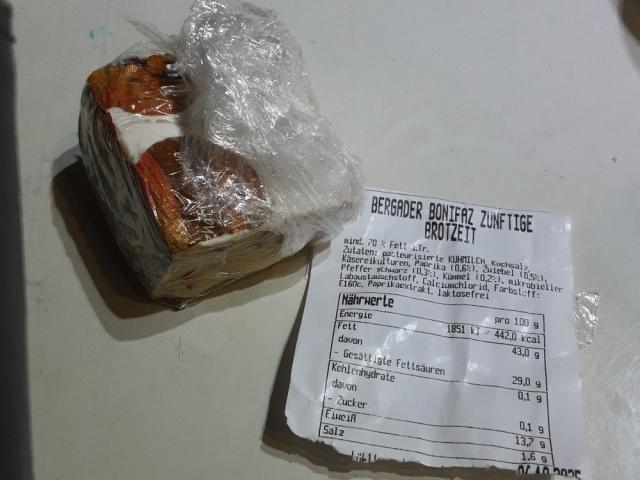 BERGADER BONIFAZ ZÜNFTIGE
BROTZEIT
mind. 70 % Fett i.Tr.
Zutaten: pasteurisierte KUHMILCH, Kochsalz,
Käsereikulturen, Paprika (0,6%), Zwiebel (0,5%),
Pfeffer schwarz (0,3%), Kümmel (0,2%), mikrobieller
Labaustauschstoff, Calciumchlorid, Farbstoff:
E160c, Paprikaextrakt. laktosefrei
Nährwerte pro 100 g
Energie 1851 kJ / 442,0 kcal
Fett 43,0 g
davon
- Gesättigte Fettsäuren 29,0 g
Kohlenhydrate 0,1 g
davon
- Zucker 0,1 g
Eiweiß 13,2 g
Salz 1,6 g